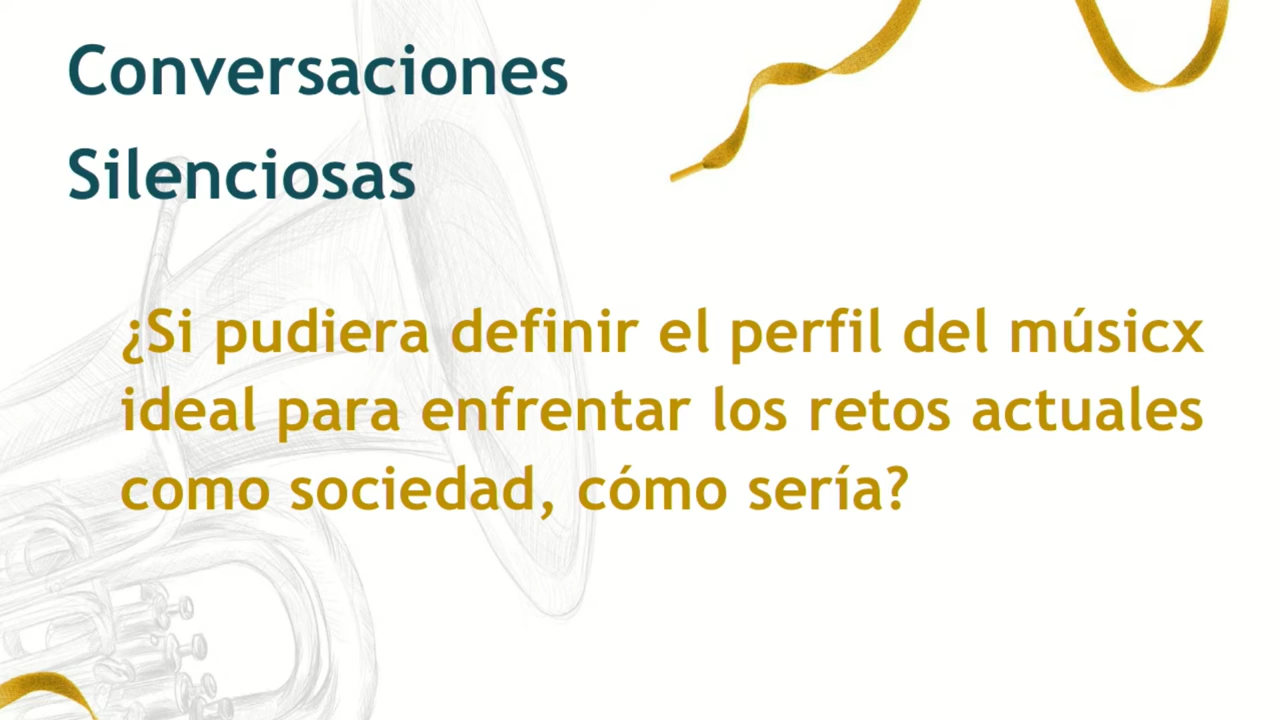 Conversaciones
Silenciosas
¿Si pudiera definir el perfil del músicx
ideal para enfrentar los retos actuales
como sociedad, cómo sería?